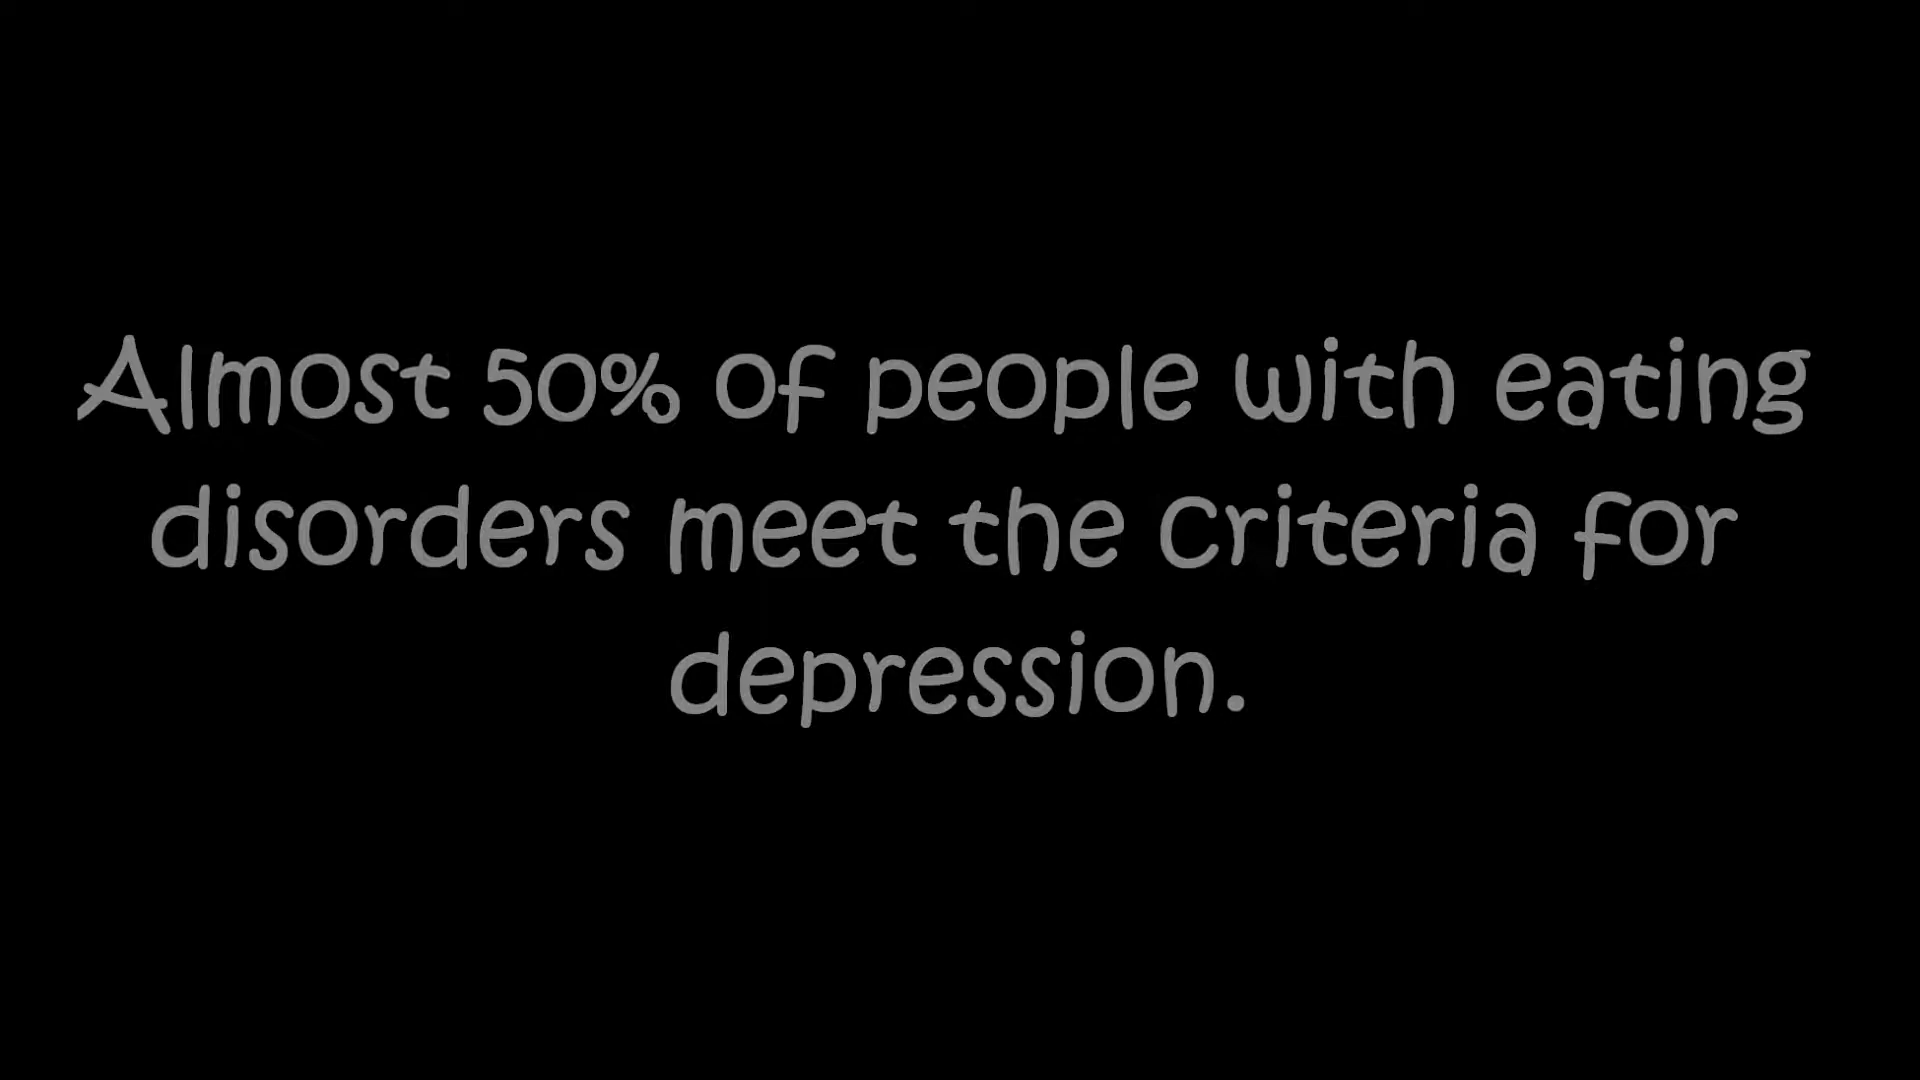 Almost 50% of people with eating
disorders meet the criteria for
depression.